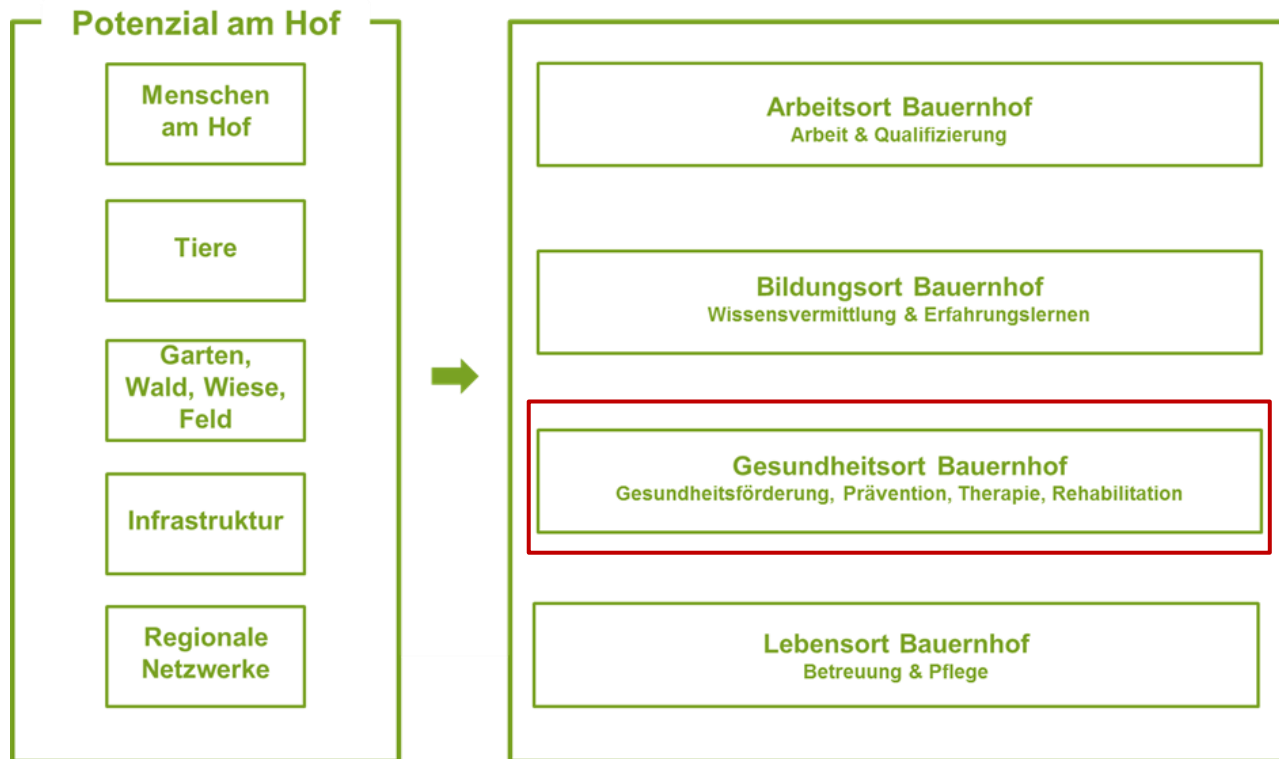 Potenzial am Hof
Menschen
am Hof
Tiere
Garten,
Wald, Wiese,
Feld
Infrastruktur
Regionale
Netzwerke
Arbeitsort Bauernhof
Arbeit & Qualifizierung
Bildungsort Bauernhof
Wissensvermittlung & Erfahrungslernen
Gesundheitsort Bauernhof
Gesundheitsförderung, Prävention, Therapie, Rehabilitation
Lebensort Bauernhof
Betreuung & Pflege